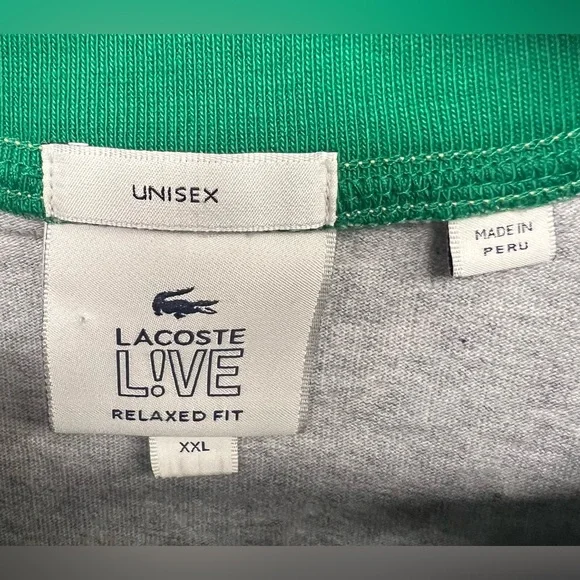 UNISEX
MADE IN
PERU
LACOSTE
L!VE
RELAXED FIT
XXL